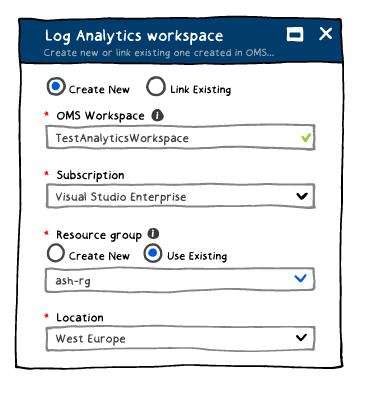 Log Analytics workspace
Create new or link existing one created in OMS...
Create New Link Existing
* OMS Workspace i
TestAnalyticsWorkspace
* Subscription
Visual Studio Enterprise
* Resource group i
Create New Use Existing
ash-rg
* Location
West Europe